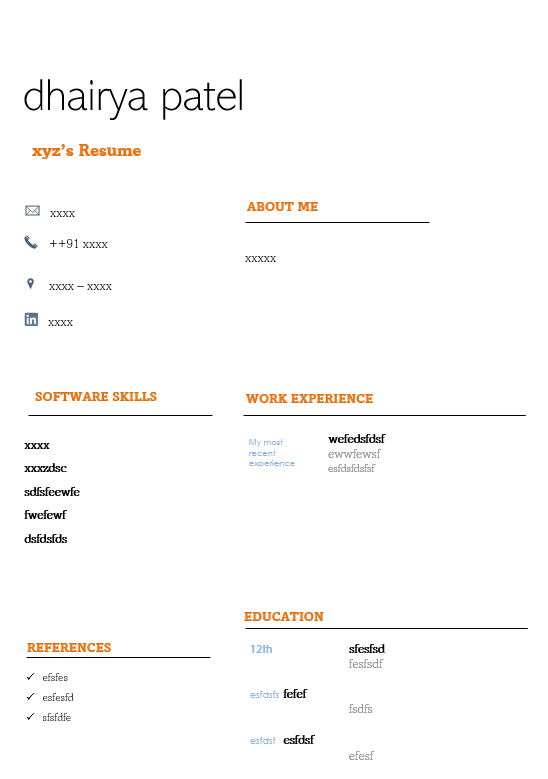 dhairya patel
xyz's Resume
xxxx
++91 xxxx
xxxx – xxxx
xxxx
ABOUT ME
xxxxx
SOFTWARE SKILLS
xxxx
xxxzdsc
sdfsfeewfe
fwefewf
dsfdsfds
WORK EXPERIENCE
My most
recent
experience
wefedsfdsf
ewwfewsf
esfdsfdsfsf
REFERENCES
efsfes
esfesfd
sfsfdfe
EDUCATION
12th sfesfsd
fesfsdf
esfdsfs fefef
fsdfs
esfdsf esfdsf
efesf